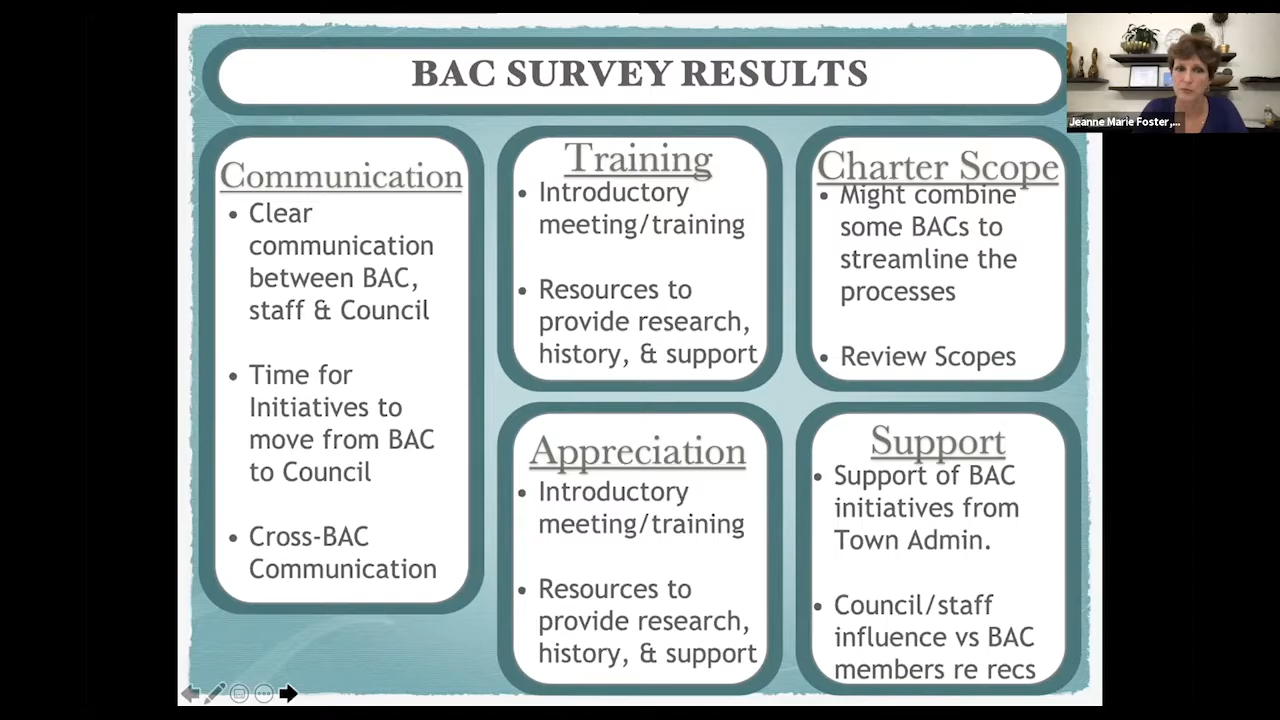 BAC SURVEY RESULTS
Jeanne Marie Foster,...
Communication
• Clear
communication
between BAC,
staff & Council
• Time for
Initiatives to
move from BAC
to Council
• Cross-BAC
Communication
Training
• Introductory
meeting/training
• Resources to
provide research,
history, & support
Charter Scope
• Might combine
some BACs to
streamline the
processes
• Review Scopes
Appreciation
• Introductory
meeting/training
• Resources to
provide research,
history, & support
Support
• Support of BAC
initiatives from
Town Admin.
• Council/staff
influence vs BAC
members re recs